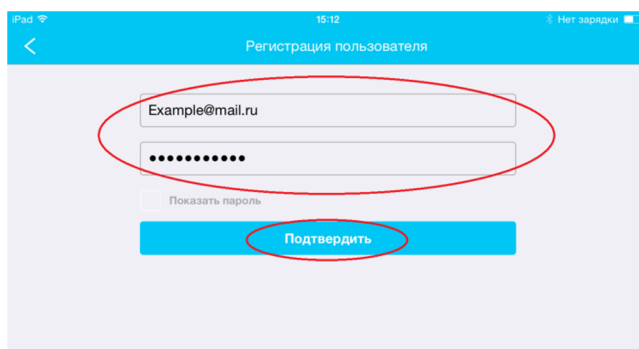 iPad 15:12 Нет зарядки
Регистрация пользователя
Example@mail.ru
•••••••••••
Показать пароль
Подтвердить